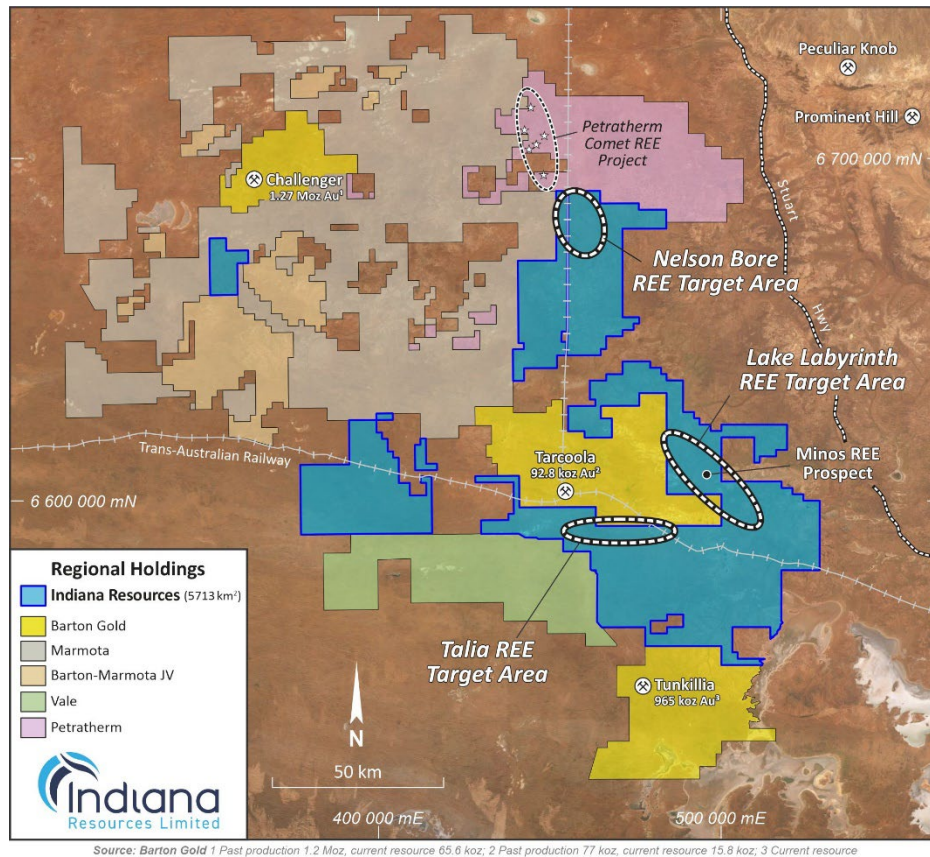 Peculiar Knob
Prominent Hill
6 700 000 mN
Petratherm
Comet REE
Project
Challenger
1.27 Moz Au¹
Stuart
Hwy
Nelson Bore
REE Target Area
Lake Labyrinth
REE Target Area
Trans-Australian Railway
Tarcoola
92.8 koz Au²
Minos REE
Prospect
6 600 000 mN
Regional Holdings
Indiana Resources (5713 km²)
Barton Gold
Marmota
Barton-Marmota JV
Vale
Petratherm
Talia REE
Target Area
Tunkillia
965 koz Au³
N
50 km
Indiana
Resources Limited
400 000 mE
500 000 mE
Source: Barton Gold 1 Past production 1.2 Moz, current resource 65.6 koz; 2 Past production 77 koz, current resource 15.8 koz; 3 Current resource